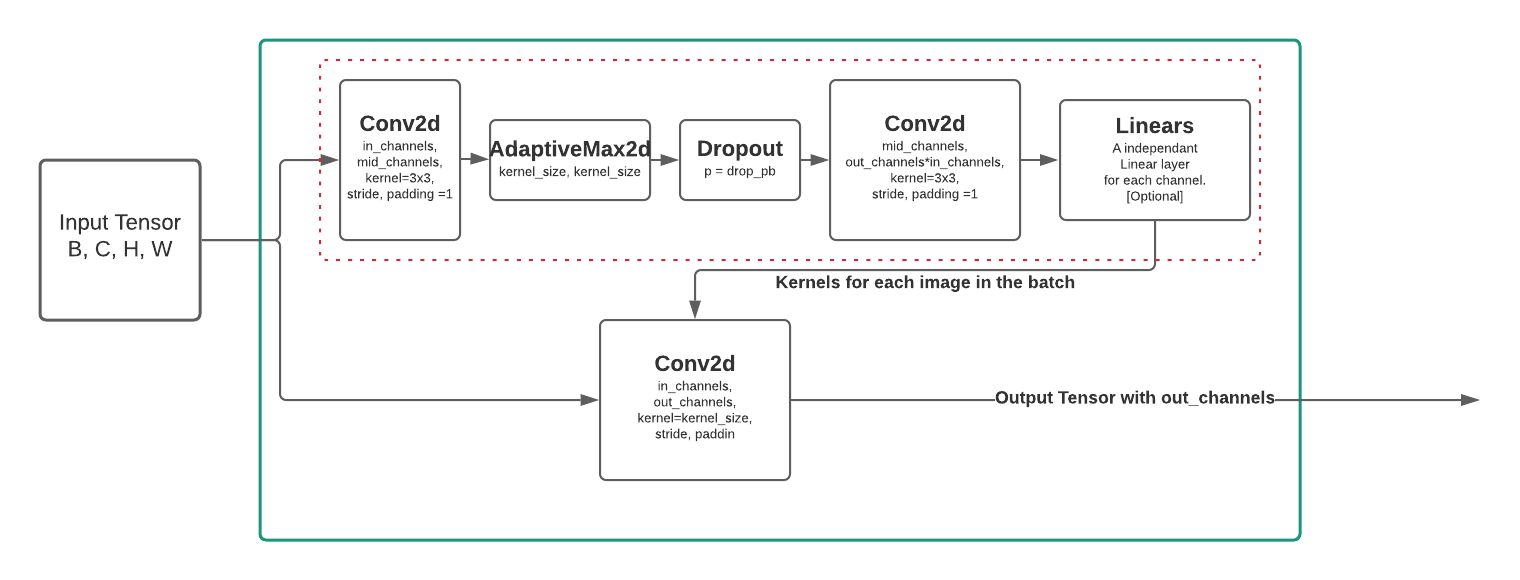 Input Tensor
B, C, H, W
Conv2d
in_channels,
mid_channels,
kernel=3x3,
stride, padding =1
AdaptiveMax2d
kernel_size, kernel_size
Dropout
p = drop_pb
Conv2d
mid_channels,
out_channels*in_channels,
kernel=3x3,
stride, padding =1
Linears
A independant
Linear layer
for each channel.
[Optional]
Kernels for each image in the batch
Conv2d
in_channels,
out_channels,
kernel=kernel_size,
stride, paddin
Output Tensor with out_channels